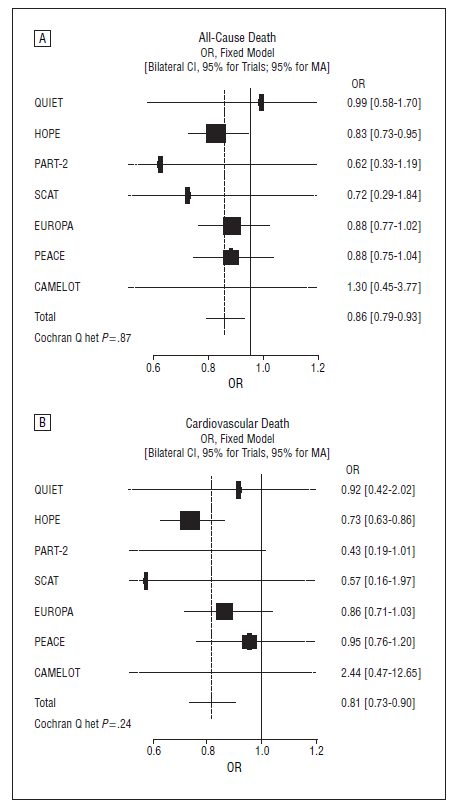 A
All-Cause Death
OR, Fixed Model
[Bilateral CI, 95% for Trials; 95% for MA]
OR
QUIET 0.99 [0.58-1.70]
HOPE 0.83 [0.73-0.95]
PART-2 0.62 [0.33-1.19]
SCAT 0.72 [0.29-1.84]
EUROPA 0.88 [0.77-1.02]
PEACE 0.88 [0.75-1.04]
CAMELOT 1.30 [0.45-3.77]
Total 0.86 [0.79-0.93]
Cochran Q het P=.87
0.6 0.8 1.0 1.2
OR
B
Cardiovascular Death
OR, Fixed Model
[Bilateral CI, 95% for Trials, 95% for MA]
OR
QUIET 0.92 [0.42-2.02]
HOPE 0.73 [0.63-0.86]
PART-2 0.43 [0.19-1.01]
SCAT 0.57 [0.16-1.97]
EUROPA 0.86 [0.71-1.03]
PEACE 0.95 [0.76-1.20]
CAMELOT 2.44 [0.47-12.65]
Total 0.81 [0.73-0.90]
Cochran Q het P=.24
0.6 0.8 1.0 1.2
OR